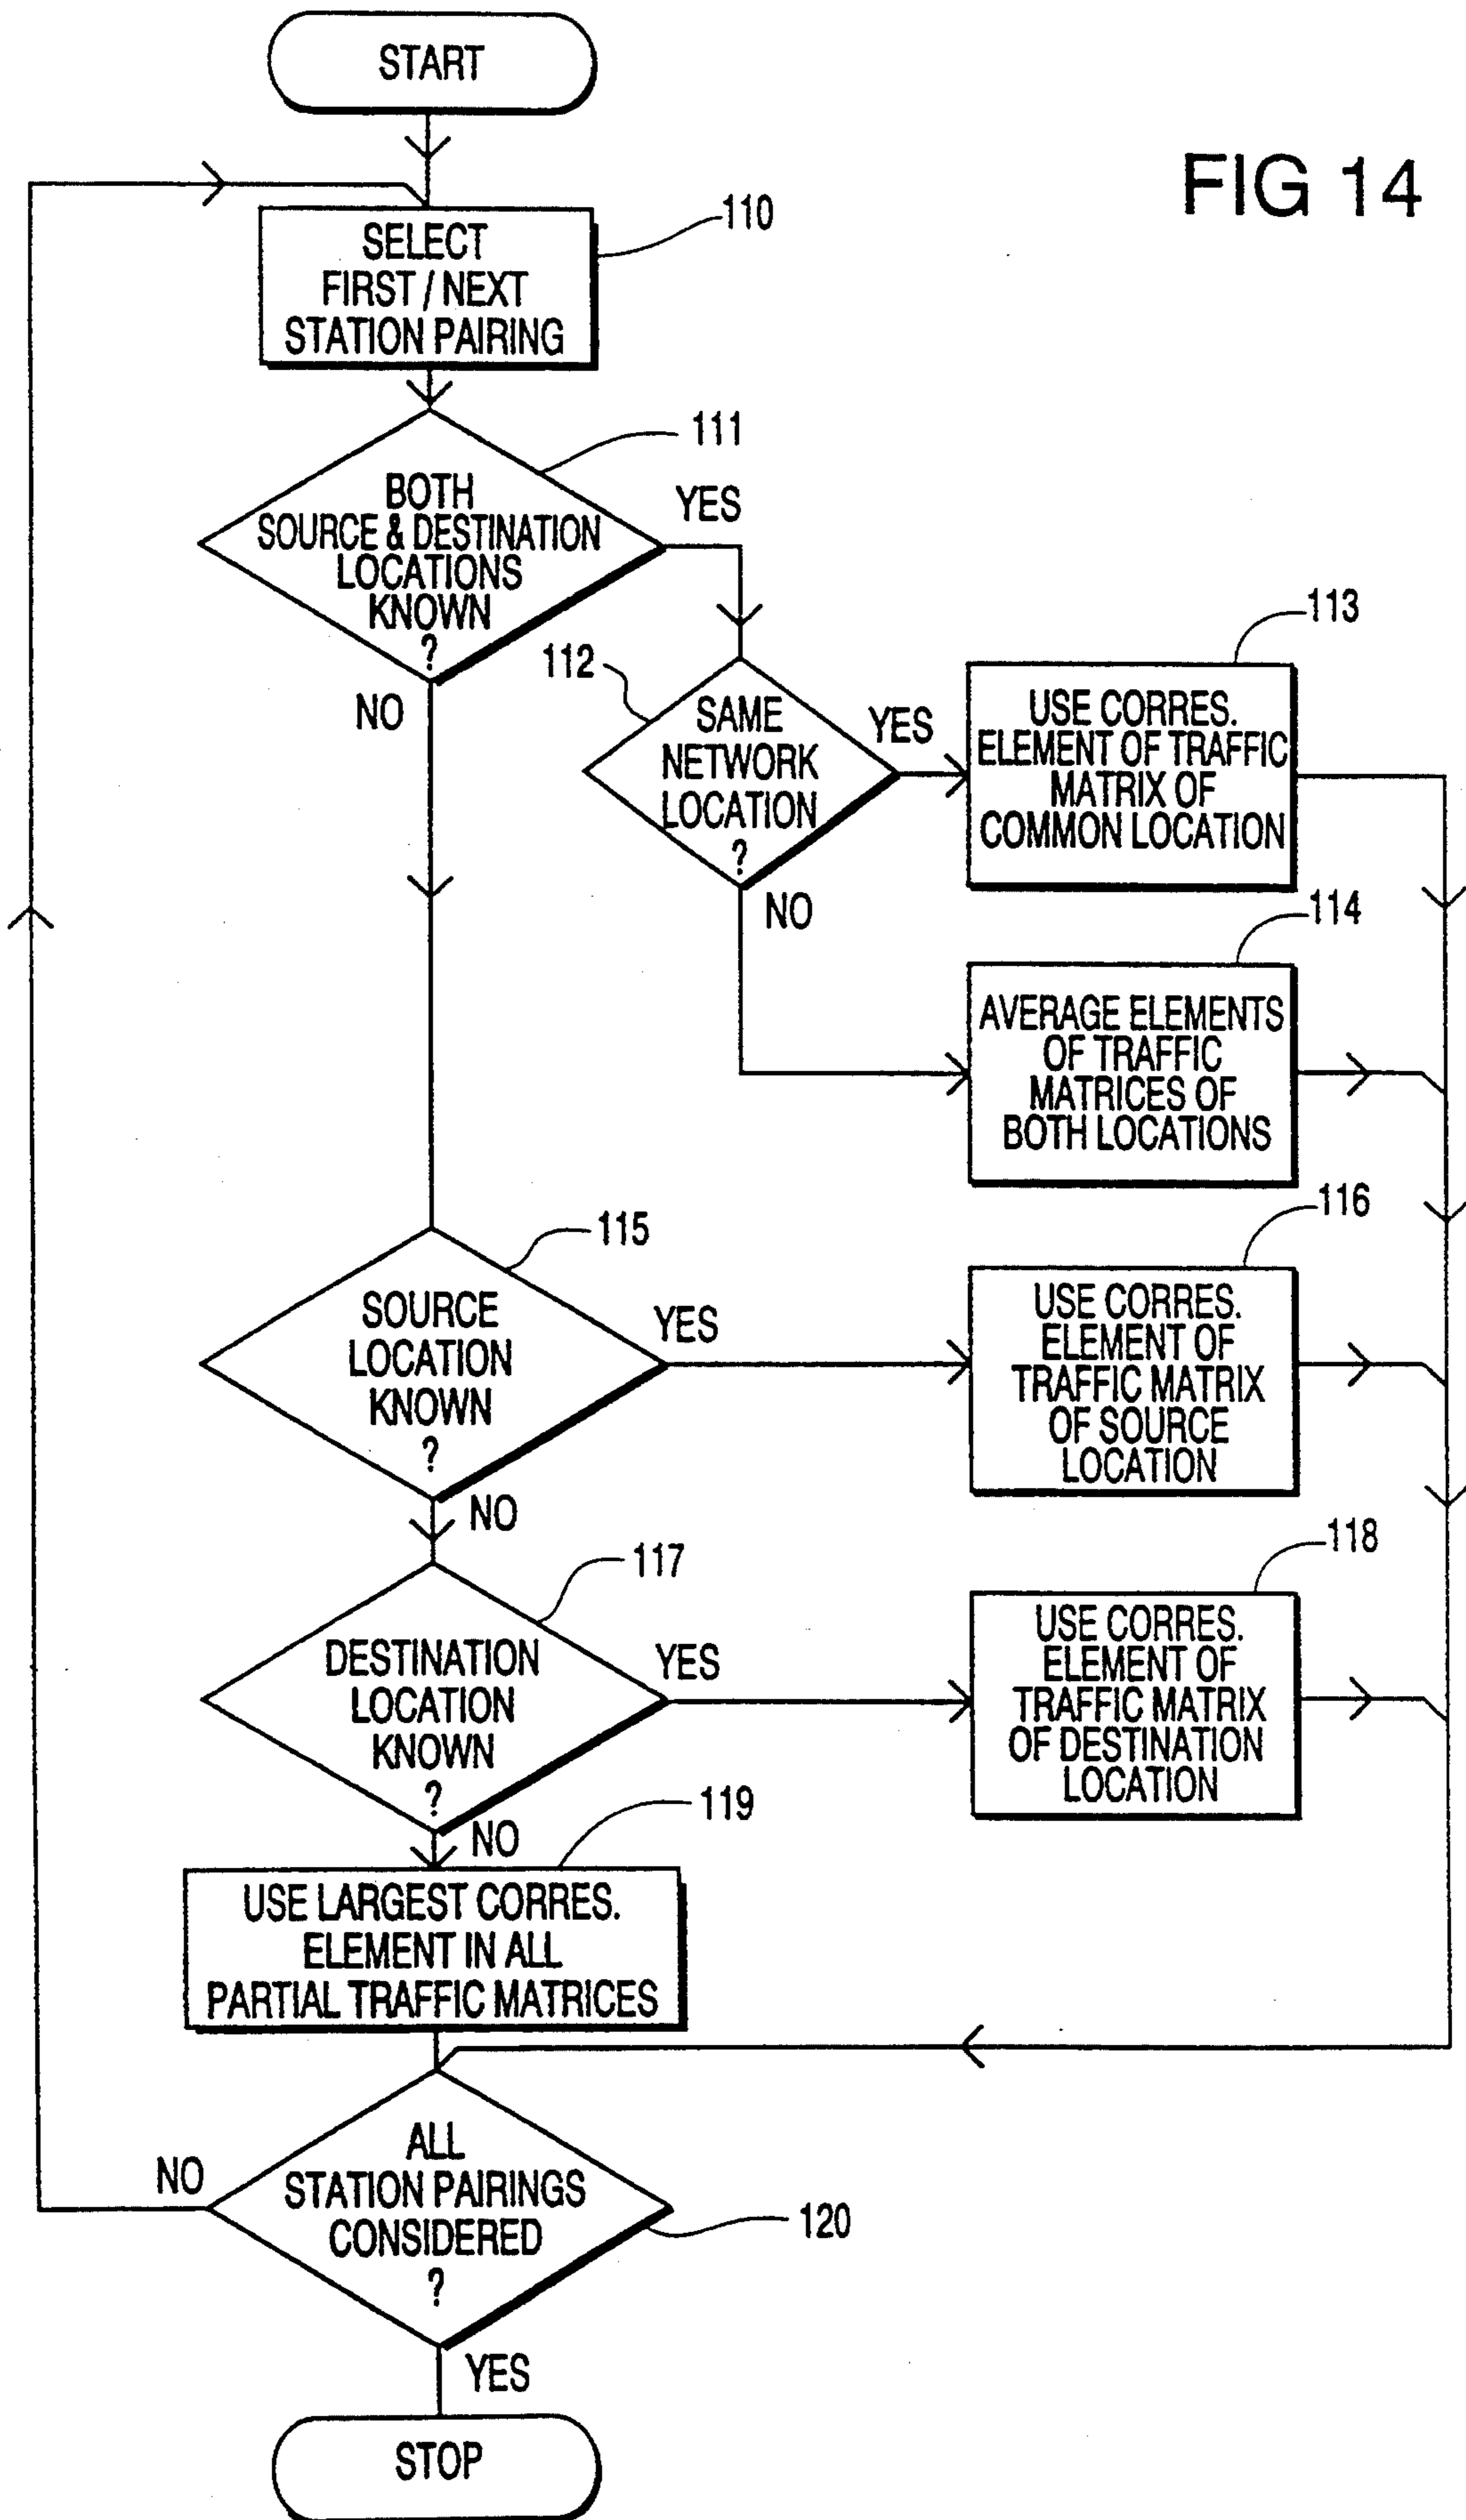 START
FIG 14
110
SELECT
FIRST / NEXT
STATION PAIRING
111
BOTH
SOURCE & DESTINATION
LOCATIONS
KNOWN
?
YES
NO
112
SAME
NETWORK
LOCATION
?
YES
NO
113
USE CORRES.
ELEMENT OF TRAFFIC
MATRIX OF
COMMON LOCATION
114
AVERAGE ELEMENTS
OF TRAFFIC
MATRICES OF
BOTH LOCATIONS
115
SOURCE
LOCATION
KNOWN
?
YES
NO
116
USE CORRES.
ELEMENT OF
TRAFFIC MATRIX
OF SOURCE
LOCATION
117
DESTINATION
LOCATION
KNOWN
?
YES
NO
118
USE CORRES.
ELEMENT OF
TRAFFIC MATRIX
OF DESTINATION
LOCATION
119
USE LARGEST CORRES.
ELEMENT IN ALL
PARTIAL TRAFFIC MATRICES
ALL
STATION PAIRINGS
CONSIDERED
?
NO
120
YES
STOP